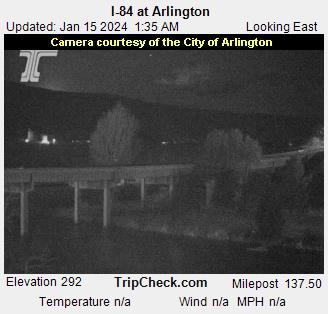 I-84 at Arlington
Updated: Jan 15 2024 1:35 AM Looking East
Camera courtesy of the City of Arlington
Elevation 292 TripCheck.com Milepost 137.50
Temperature n/a Wind n/a MPH n/a